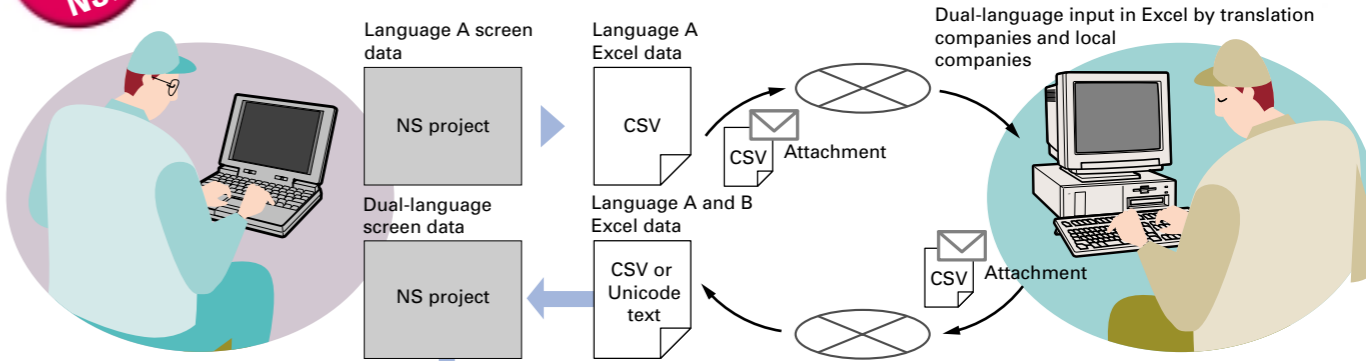 Language A screen
data
NS project
Language A
Excel data
CSV
CSV
Attachment
Dual-language input in Excel by translation
companies and local
companies
Dual-language
screen data
NS project
Language A and B
Excel data
CSV or
Unicode
text
CSV
Attachment